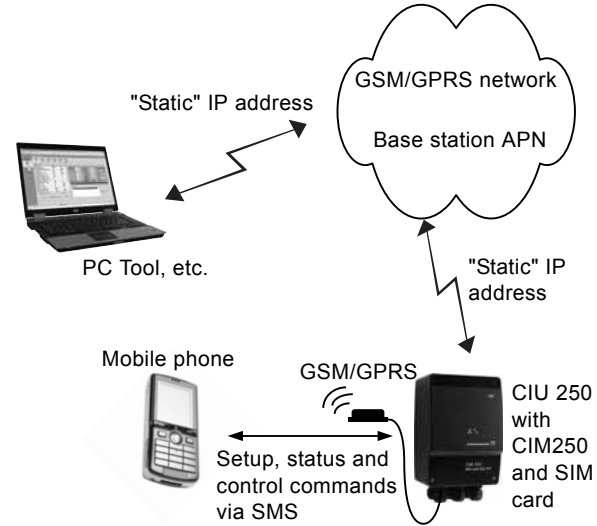 GSM/GPRS network
"Static" IP address
Base station APN
PC Tool, etc.
"Static" IP
address
Mobile phone
GSM/GPRS
CIU 250
with
CIM250
and SIM
card
Setup, status and
control commands
via SMS